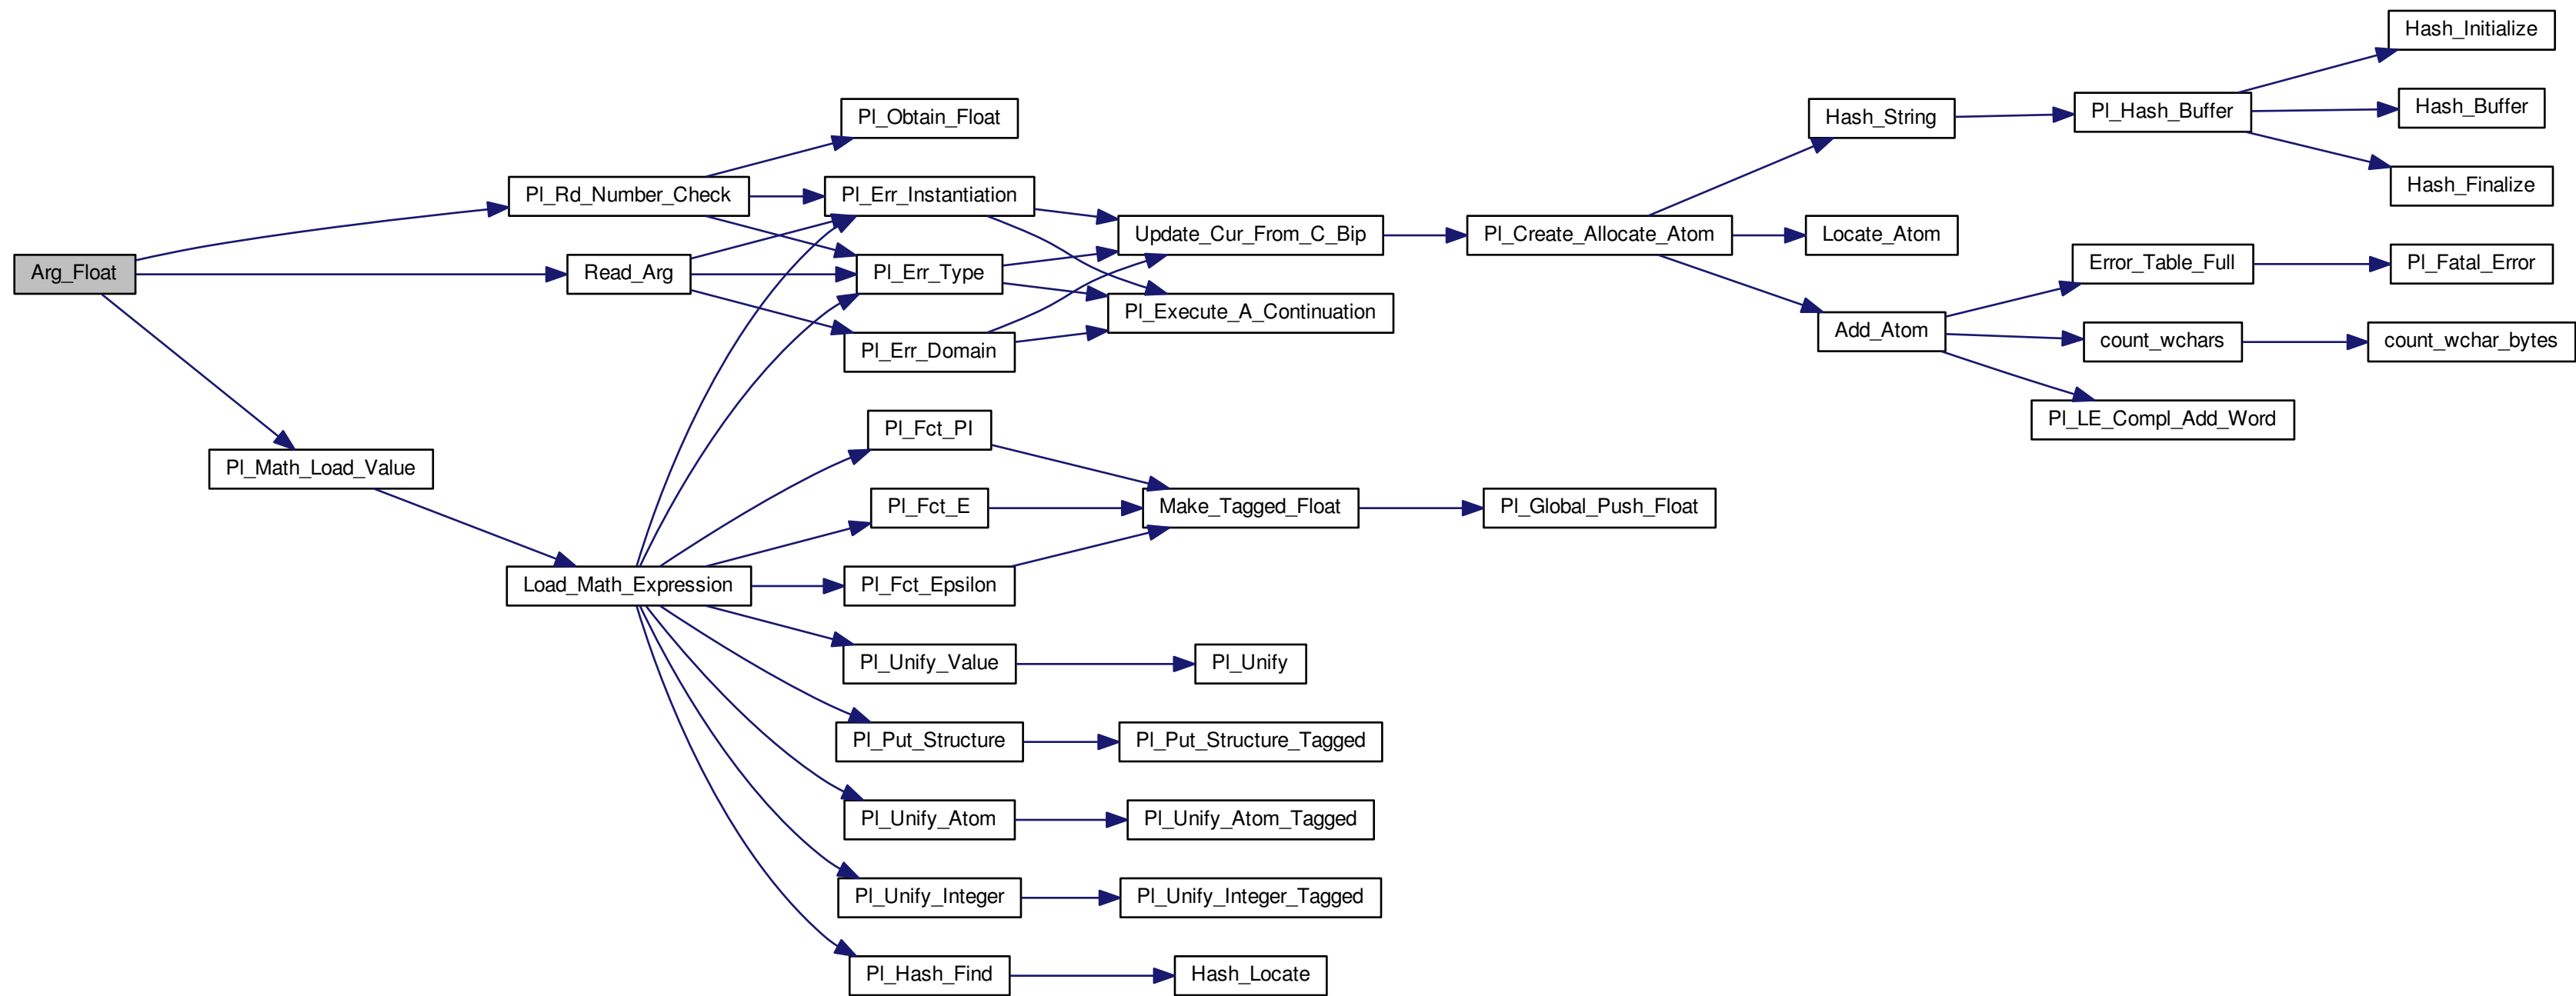 Arg_Float
Pl_Rd_Number_Check
Read_Arg
Pl_Math_Load_Value
Load_Math_Expression
Pl_Obtain_Float
Pl_Err_Instantiation
Pl_Err_Type
Pl_Err_Domain
Pl_Fct_PI
Pl_Fct_E
Pl_Fct_Epsilon
Pl_Unify_Value
Pl_Put_Structure
Pl_Unify_Atom
Pl_Unify_Integer
Pl_Hash_Find
Update_Cur_From_C_Bip
Pl_Execute_A_Continuation
Make_Tagged_Float
Pl_Unify
Pl_Put_Structure_Tagged
Pl_Unify_Atom_Tagged
Pl_Unify_Integer_Tagged
Hash_Locate
Pl_Create_Allocate_Atom
Pl_Global_Push_Float
Hash_String
Locate_Atom
Add_Atom
Pl_Hash_Buffer
Error_Table_Full
count_wchars
Pl_LE_Compl_Add_Word
Hash_Initialize
Hash_Buffer
Hash_Finalize
Pl_Fatal_Error
count_wchar_bytes